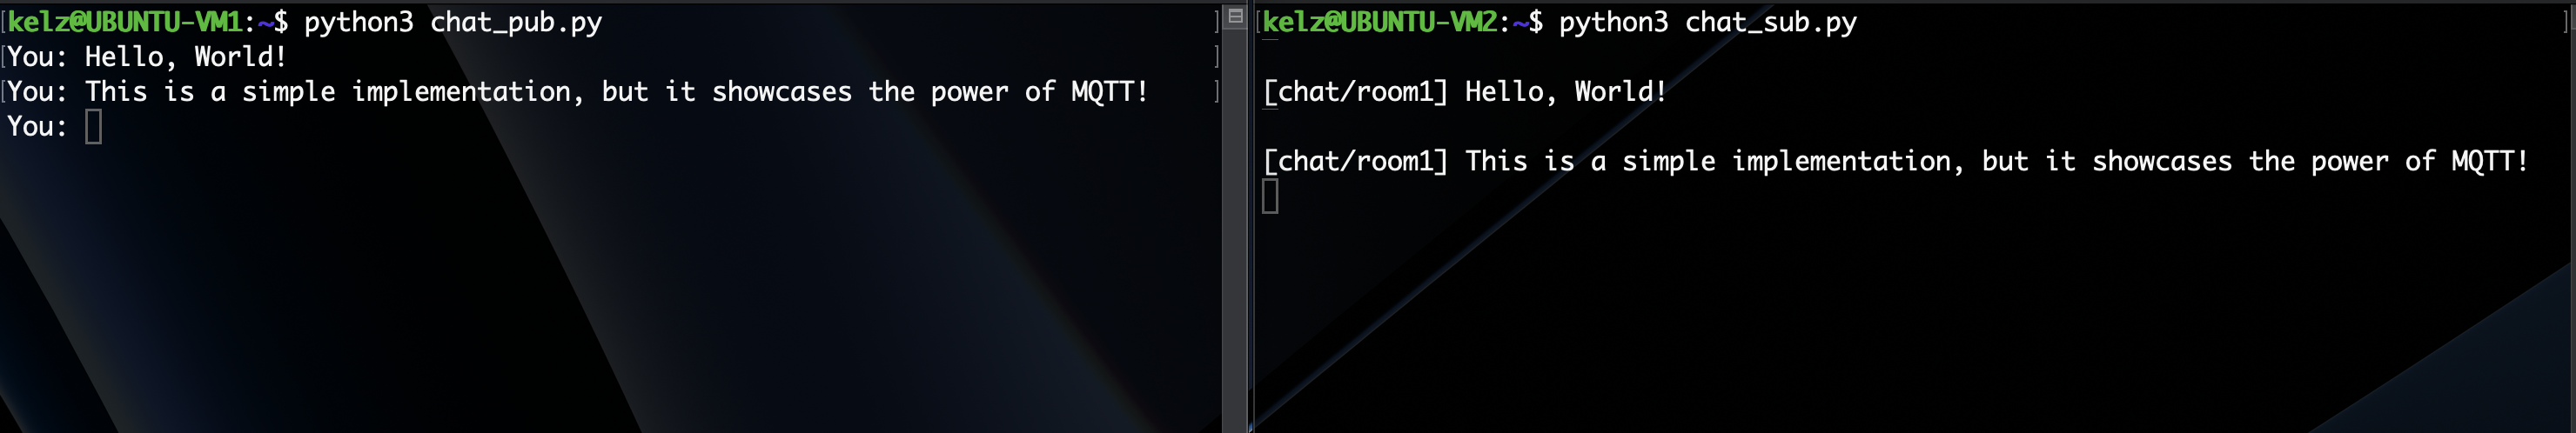 kelz@UBUNTU-VM1:~$ python3 chat_pub.py
You: Hello, World!
You: This is a simple implementation, but it showcases the power of MQTT!
You:
kelz@UBUNTU-VM2:~$ python3 chat_sub.py
[chat/room1] Hello, World!
[chat/room1] This is a simple implementation, but it showcases the power of MQTT!